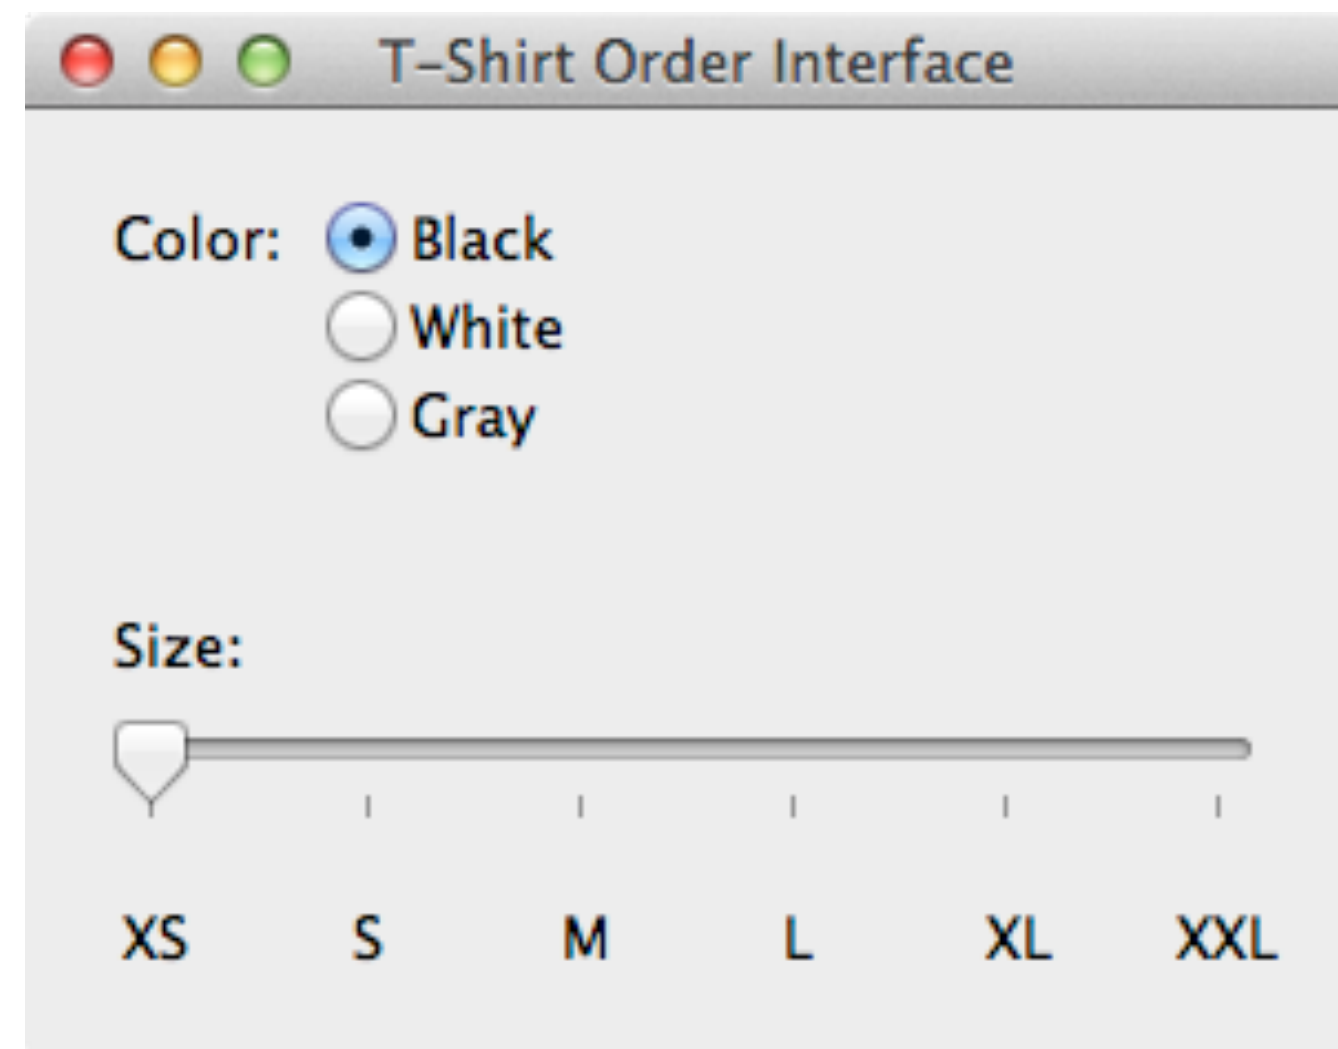 T-Shirt Order Interface
Color: Black
White
Gray
Size:
XS S M L XL XXL